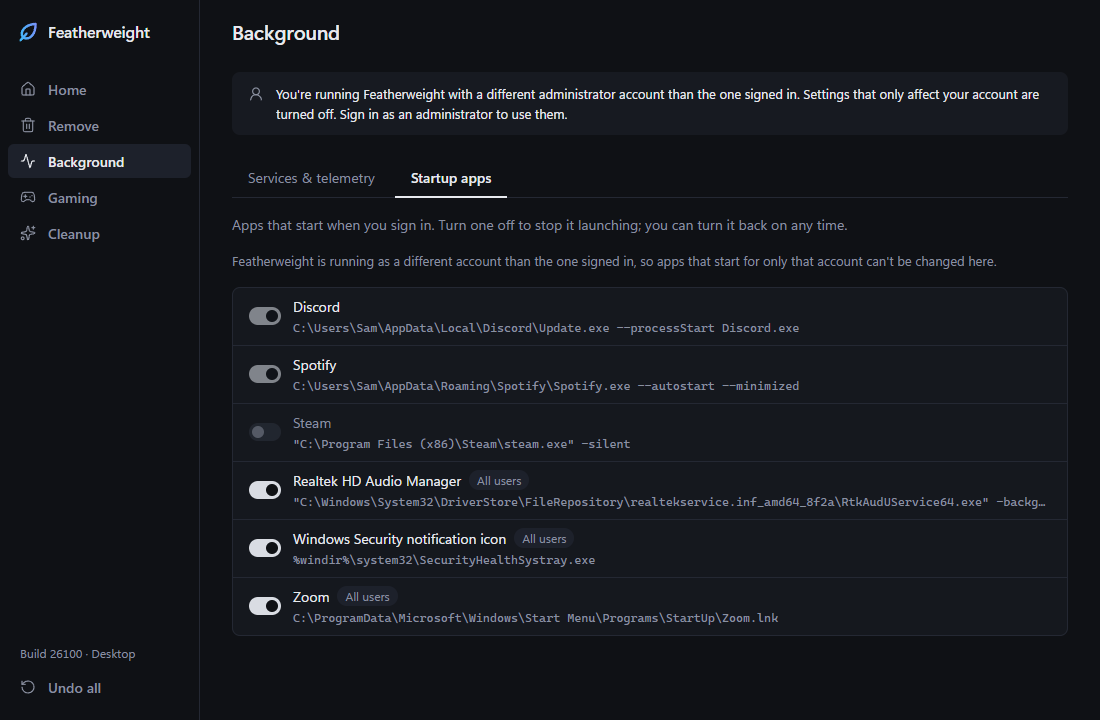 Featherweight
Home
Remove
Background
Gaming
Cleanup
Build 26100 · Desktop
Undo all
Background
You're running Featherweight with a different administrator account than the one signed in. Settings that only affect your account are
turned off. Sign in as an administrator to use them.
Services & telemetry
Startup apps
Apps that start when you sign in. Turn one off to stop it launching; you can turn it back on any time.
Featherweight is running as a different account than the one signed in, so apps that start for only that account can't be changed here.
Discord
C:\Users\Sam\AppData\Local\Discord\Update.exe --processStart Discord.exe
Spotify
C:\Users\Sam\AppData\Roaming\Spotify\Spotify.exe --autostart --minimized
Steam
"C:\Program Files (x86)\Steam\steam.exe" -silent
Realtek HD Audio Manager All users
"C:\Windows\System32\DriverStore\FileRepository\realtekservice.inf_amd64_8f2a\RtkAudUService64.exe" -backg…
Windows Security notification icon All users
%windir%\system32\SecurityHealthSystray.exe
Zoom All users
C:\ProgramData\Microsoft\Windows\Start Menu\Programs\StartUp\Zoom.lnk